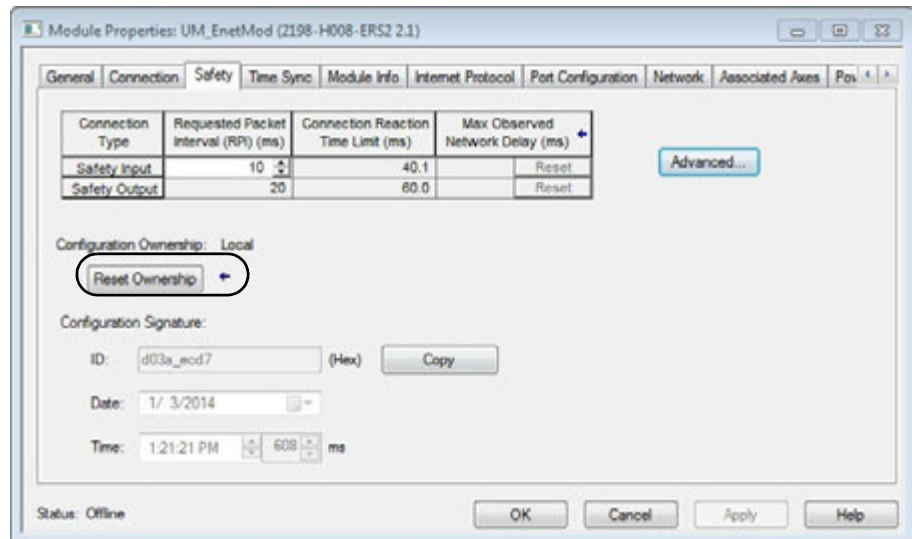 Module Properties: UM_EnetMod (2198-H008-ERS2 2.1)
General Connection Safety Time Sync Module Info Internet Protocol Port Configuration Network Associated Axes
Connection Type Requested Packet Interval (RPI) (ms) Connection Reaction Time Limit (ms) Max Observed Network Delay (ms)
Safety Input 10 40.1 Reset
Safety Output 20 60.0 Reset
Advanced...
Configuration Ownership: Local
Reset Ownership
Configuration Signature:
ID: d03a_ecd7 (Hex) Copy
Date: 1/ 3/2014
Time: 1:21:21 PM 608 ms
Status: Offline OK Cancel Apply Help